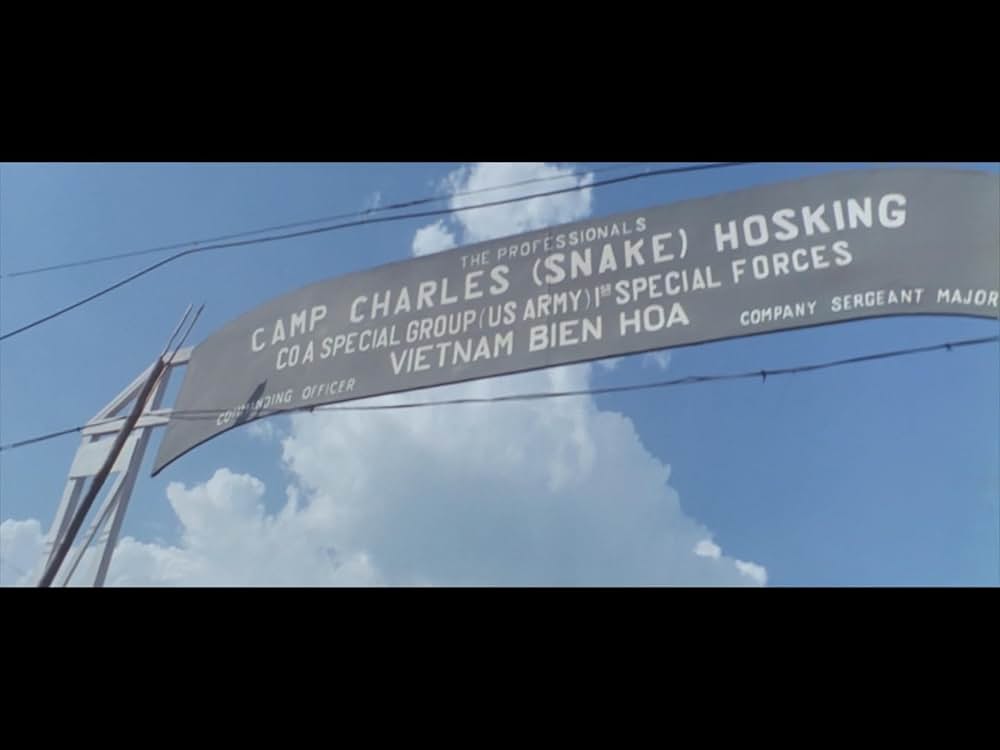 THE PROFESSIONALS
CAMP CHARLES (SNAKE) HOSKING
CO A SPECIAL GROUP (US ARMY) 1ST SPECIAL FORCES
VIETNAM BIEN HOA
COMMANDING OFFICER
COMPANY SERGEANT MAJOR